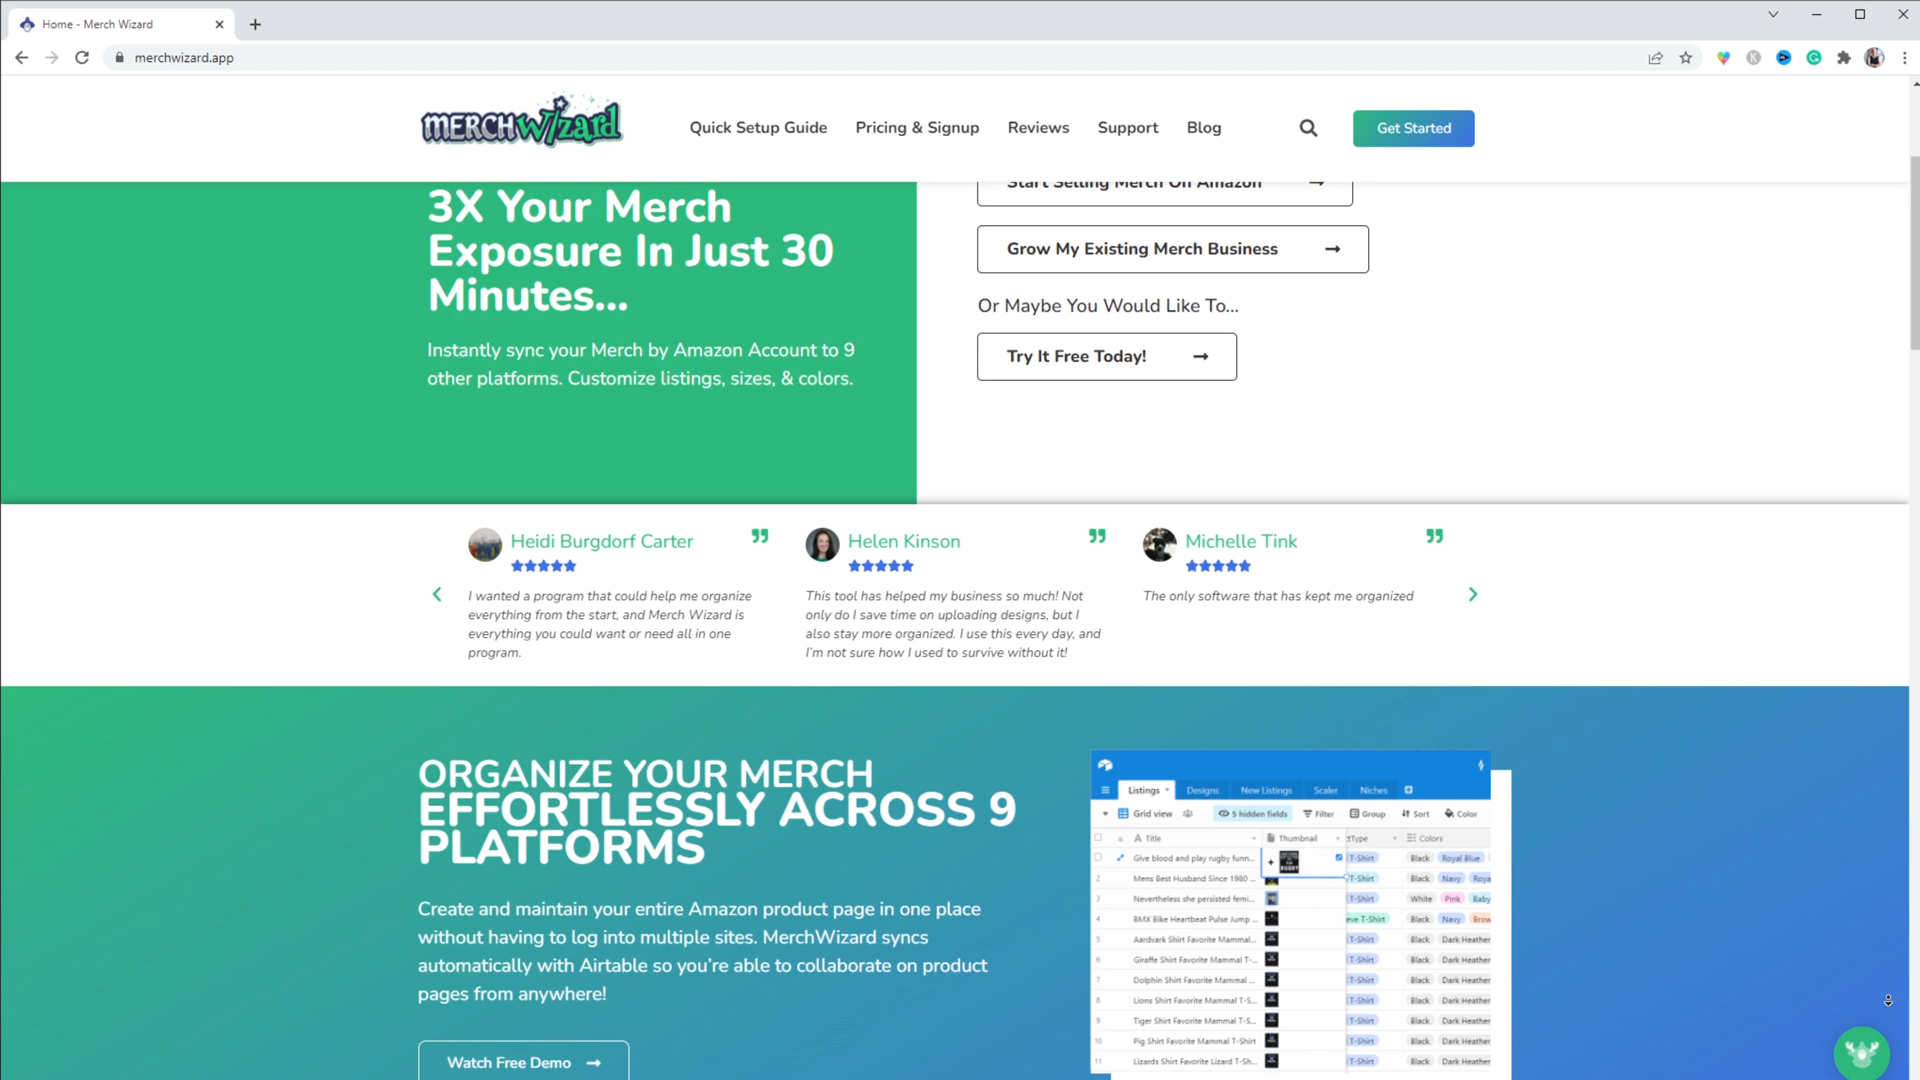 Home - Merch Wizard
merchwizard.app
MERCHWizard
Quick Setup Guide
Pricing & Signup
Reviews
Support
Blog
Get Started
3X Your Merch
Exposure In Just 30
Minutes...
Instantly sync your Merch by Amazon Account to 9
other platforms. Customize listings, sizes, & colors.
Start Selling Merch On Amazon →
Grow My Existing Merch Business →
Or Maybe You Would Like To...
Try It Free Today! →
Heidi Burgdorf Carter
I wanted a program that could help me organize
everything from the start, and Merch Wizard is
everything you could want or need all in one
program.
Helen Kinson
This tool has helped my business so much! Not
only do I save time on uploading designs, but I
also stay more organized. I use this every day, and
I'm not sure how I used to survive without it!
Michelle Tink
The only software that has kept me organized
ORGANIZE YOUR MERCH
EFFORTLESSLY ACROSS 9
PLATFORMS
Create and maintain your entire Amazon product page in one place
without having to log into multiple sites. MerchWizard syncs
automatically with Airtable so you're able to collaborate on product
pages from anywhere!
Watch Free Demo →
Listings Designs New Listings Scaler Niches
Grid view 5 hidden fields Filter Group Sort Color
Title Thumbnail tType Colors
Give blood and play rugby funn... T-Shirt Black Royal Blue
2 Mens Best Husband Since 1980 ... T-Shirt Black Navy Roya
3 Nevertheless she persisted femi... T-Shirt White Pink Baby
4 BMX Bike Heartbeat Pulse Jump ... eve T-Shirt Black Navy Brow
5 Aardvark Shirt Favorite Mammal... T-Shirt Black Dark Heather
6 Giraffe Shirt Favorite Mammal T-... T-Shirt Black Dark Heather
7 Dolphin Shirt Favorite Mammal ... T-Shirt Black Dark Heather
8 Lions Shirt Favorite Mammal T-S... T-Shirt Black Dark Heather
9 Tiger Shirt Favorite Mammal T-S... T-Shirt Black Dark Heather
10 Pig Shirt Favorite Mammal T-Shirt T-Shirt Black Dark Heather
11 Lizards Shirt Favorite Lizard T-Sh... T-Shirt Black Dark Heather